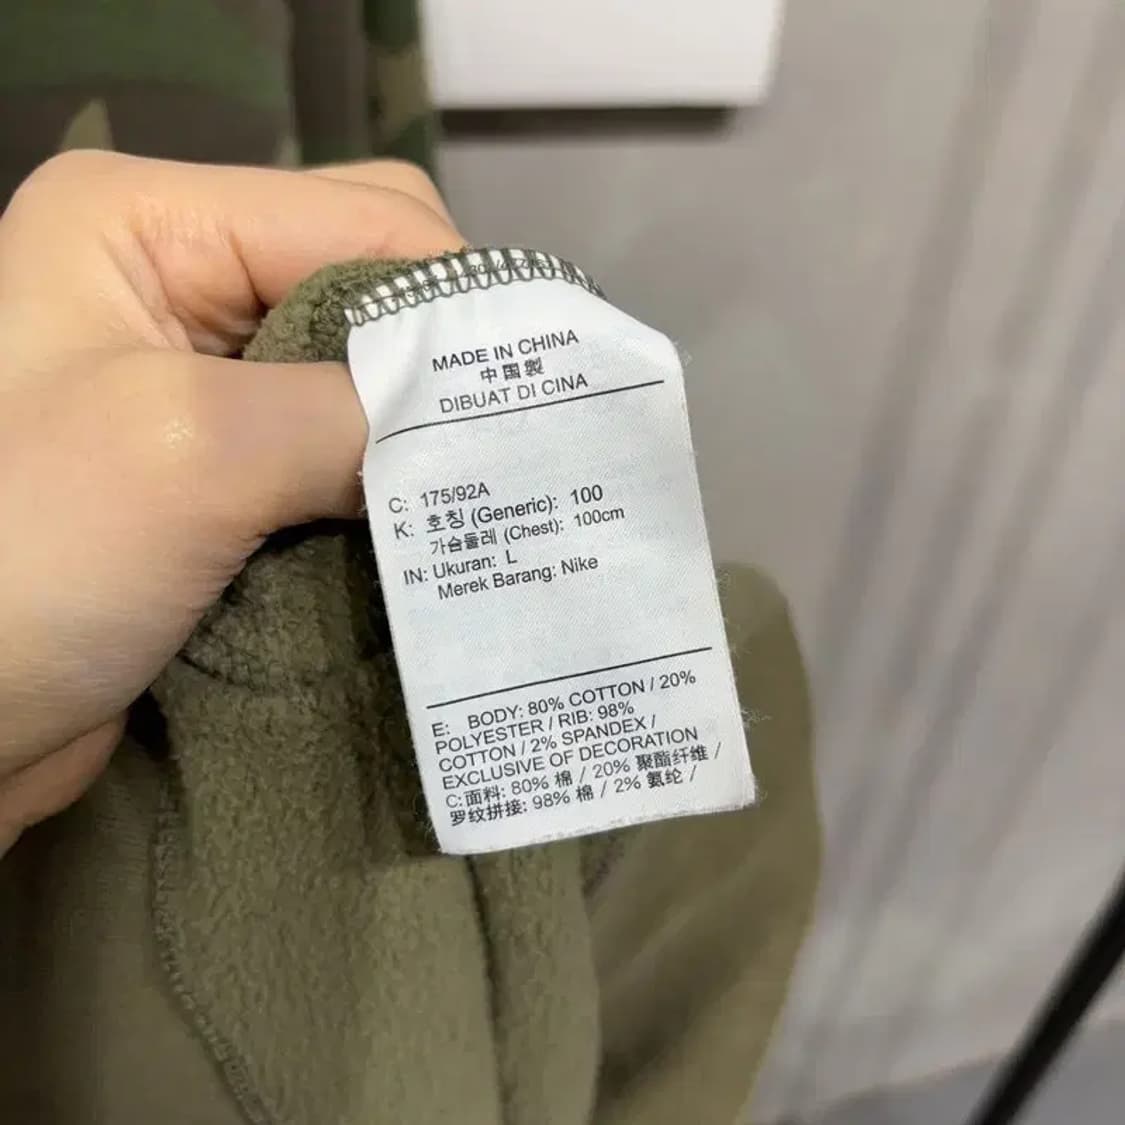 MADE IN CHINA
中国製
DIBUAT DI CINA
C: 175/92A
K: 호칭 (Generic): 100
가슴둘레 (Chest): 100cm
IN: Ukuran: L
Merek Barang: Nike
E: BODY: 80% COTTON / 20%
POLYESTER / RIB: 98%
COTTON / 2% SPANDEX /
EXCLUSIVE OF DECORATION
C:面料: 80% 棉 / 20% 聚酯纤维 /
罗纹拼接: 98% 棉 / 2% 氨纶 /